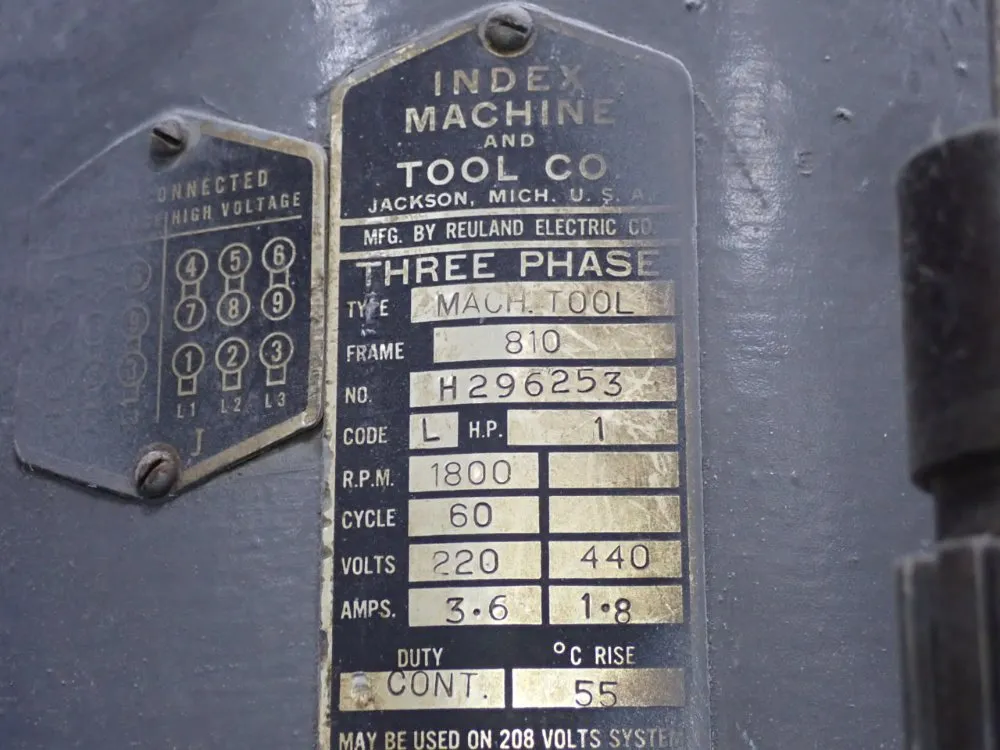 ONNECTED
HIGH VOLTAGE
4 5 6
7 8 9
1 2 3
L1 L2 L3
J
INDEX
MACHINE
AND
TOOL CO
JACKSON, MICH. U. S. A.
MFG. BY REULAND ELECTRIC CO.
THREE PHASE
TYPE MACH. TOOL
FRAME 810
NO. H296253
CODE L H.P. 1
R.P.M. 1800
CYCLE 60
VOLTS 220 440
AMPS. 3.6 1.8
DUTY °C RISE
CONT. 55
MAY BE USED ON 208 VOLTS SYSTEM